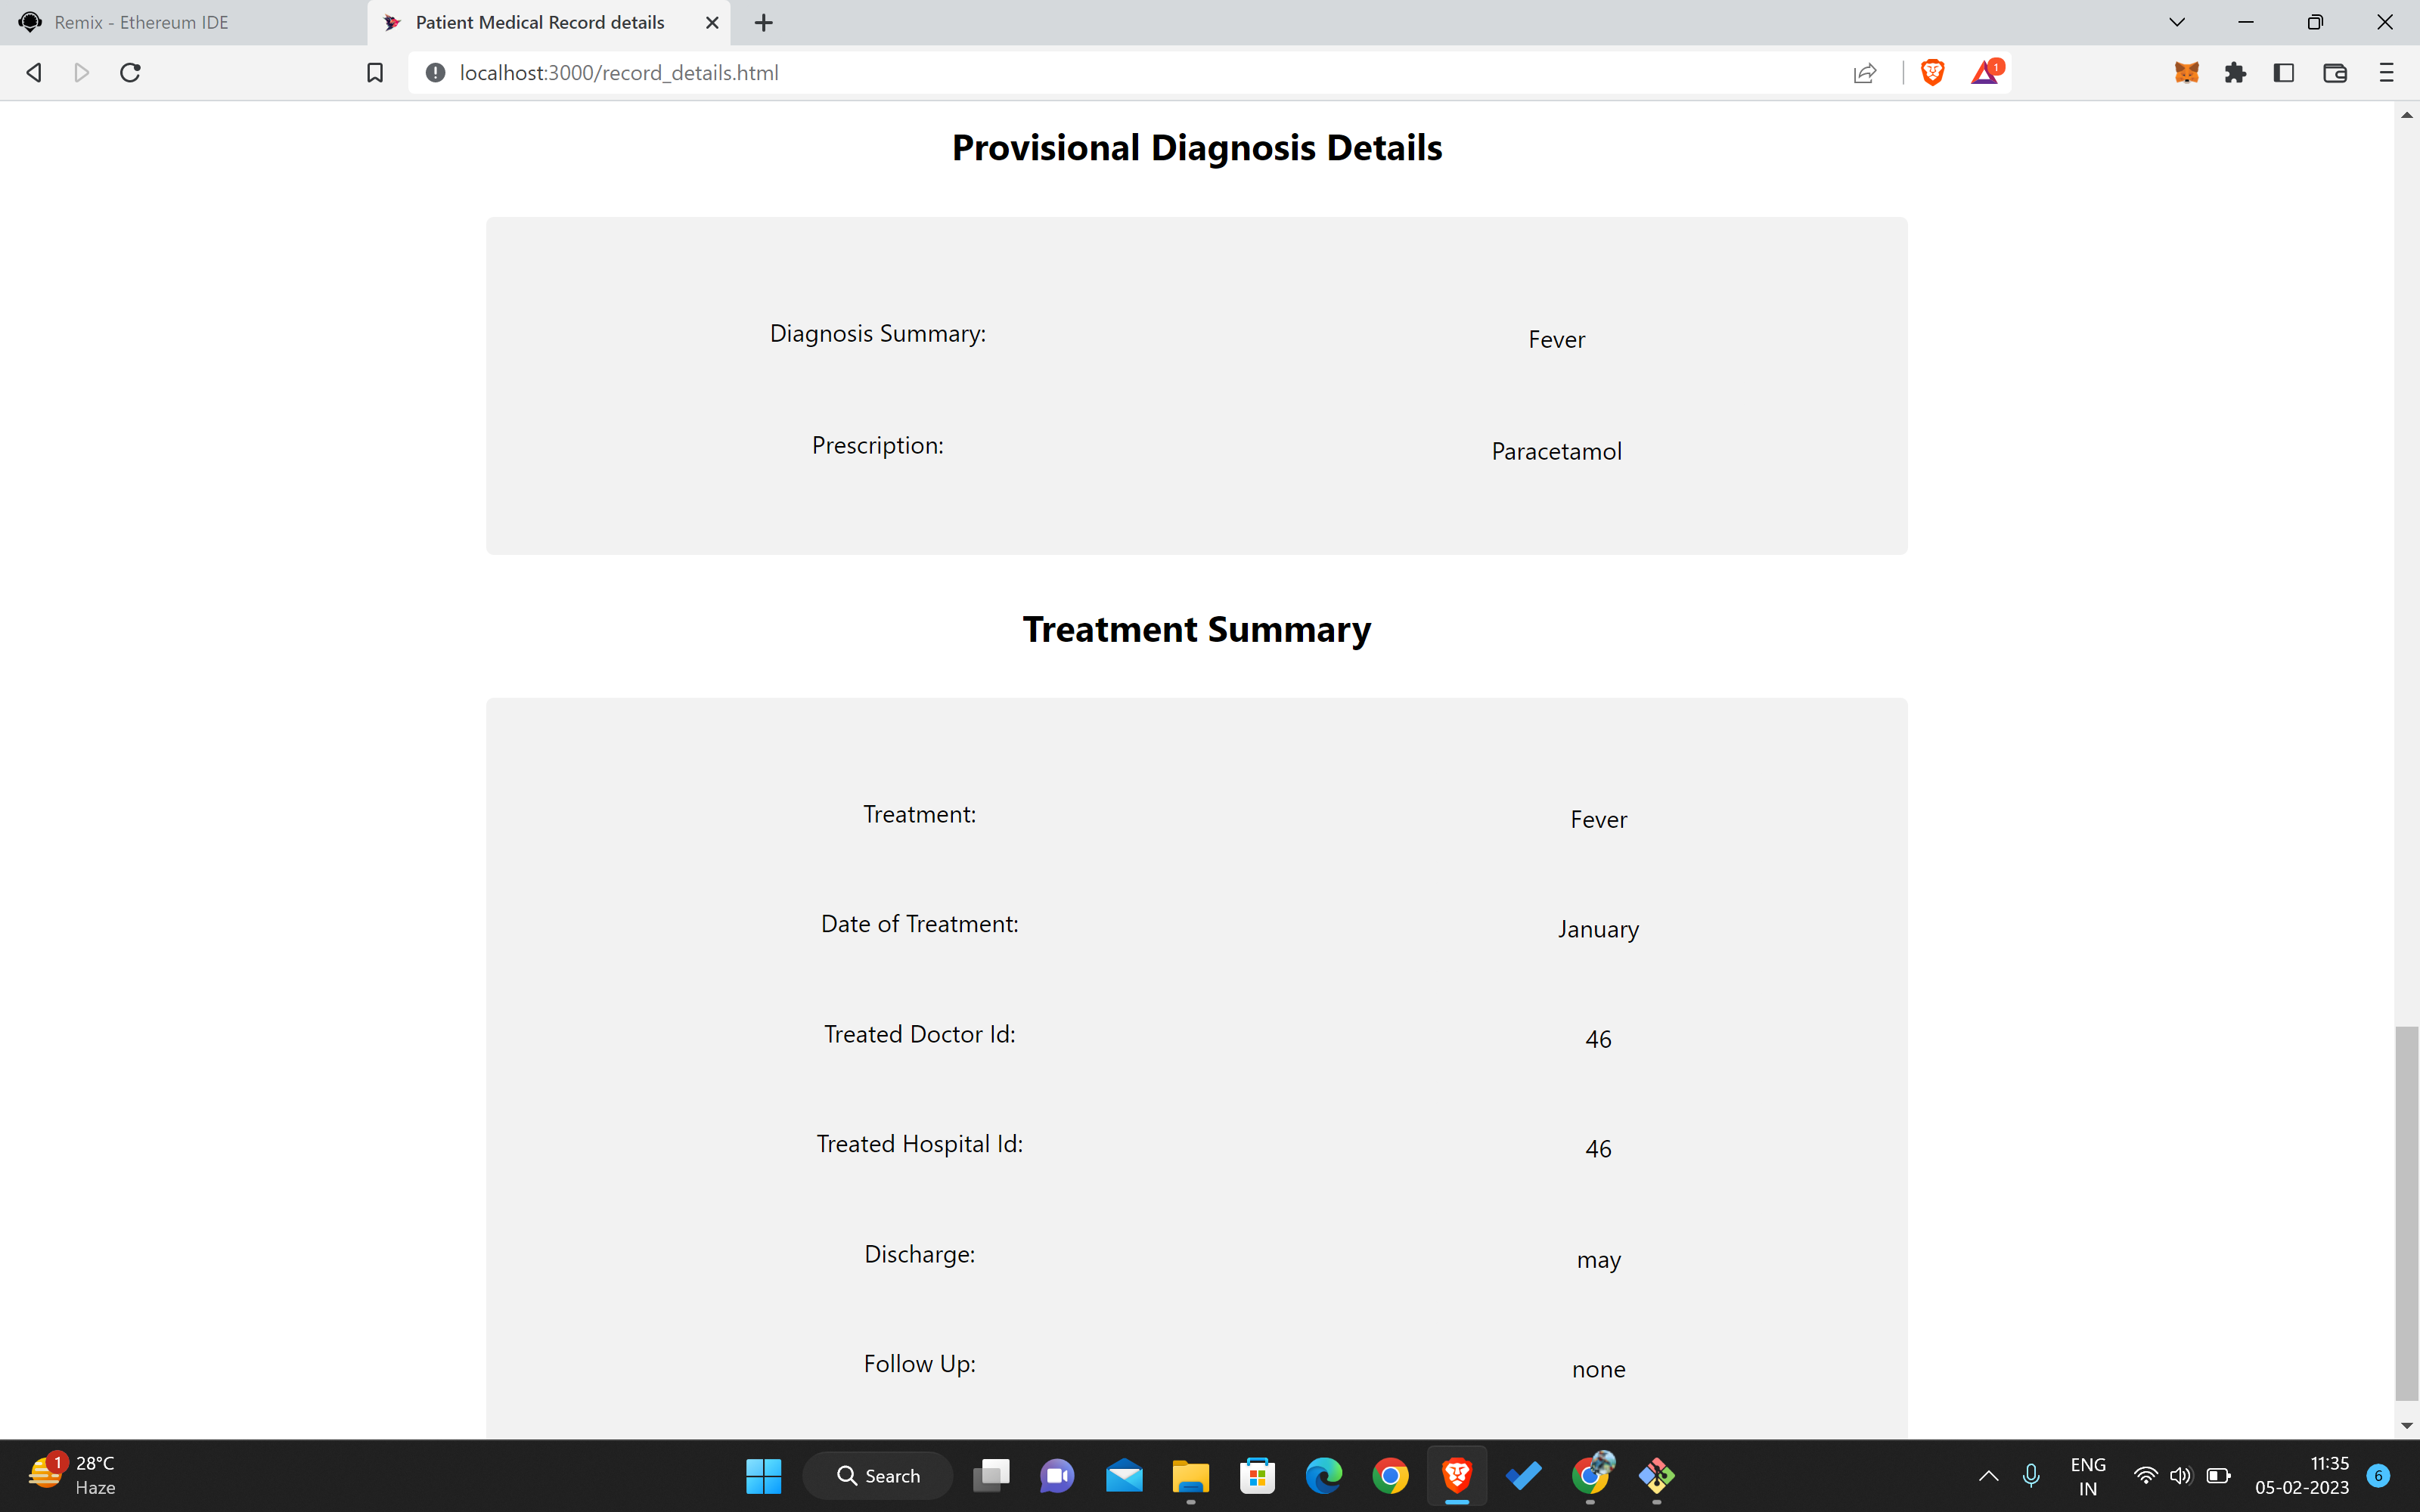 Remix - Ethereum IDE
Patient Medical Record details
localhost:3000/record_details.html
1
Provisional Diagnosis Details
Diagnosis Summary: Fever
Prescription: Paracetamol
Treatment Summary
Treatment: Fever
Date of Treatment: January
Treated Doctor Id: 46
Treated Hospital Id: 46
Discharge: may
Follow Up: none
1
28°C
Haze
Search
ENG
IN
11:35
05-02-2023
6